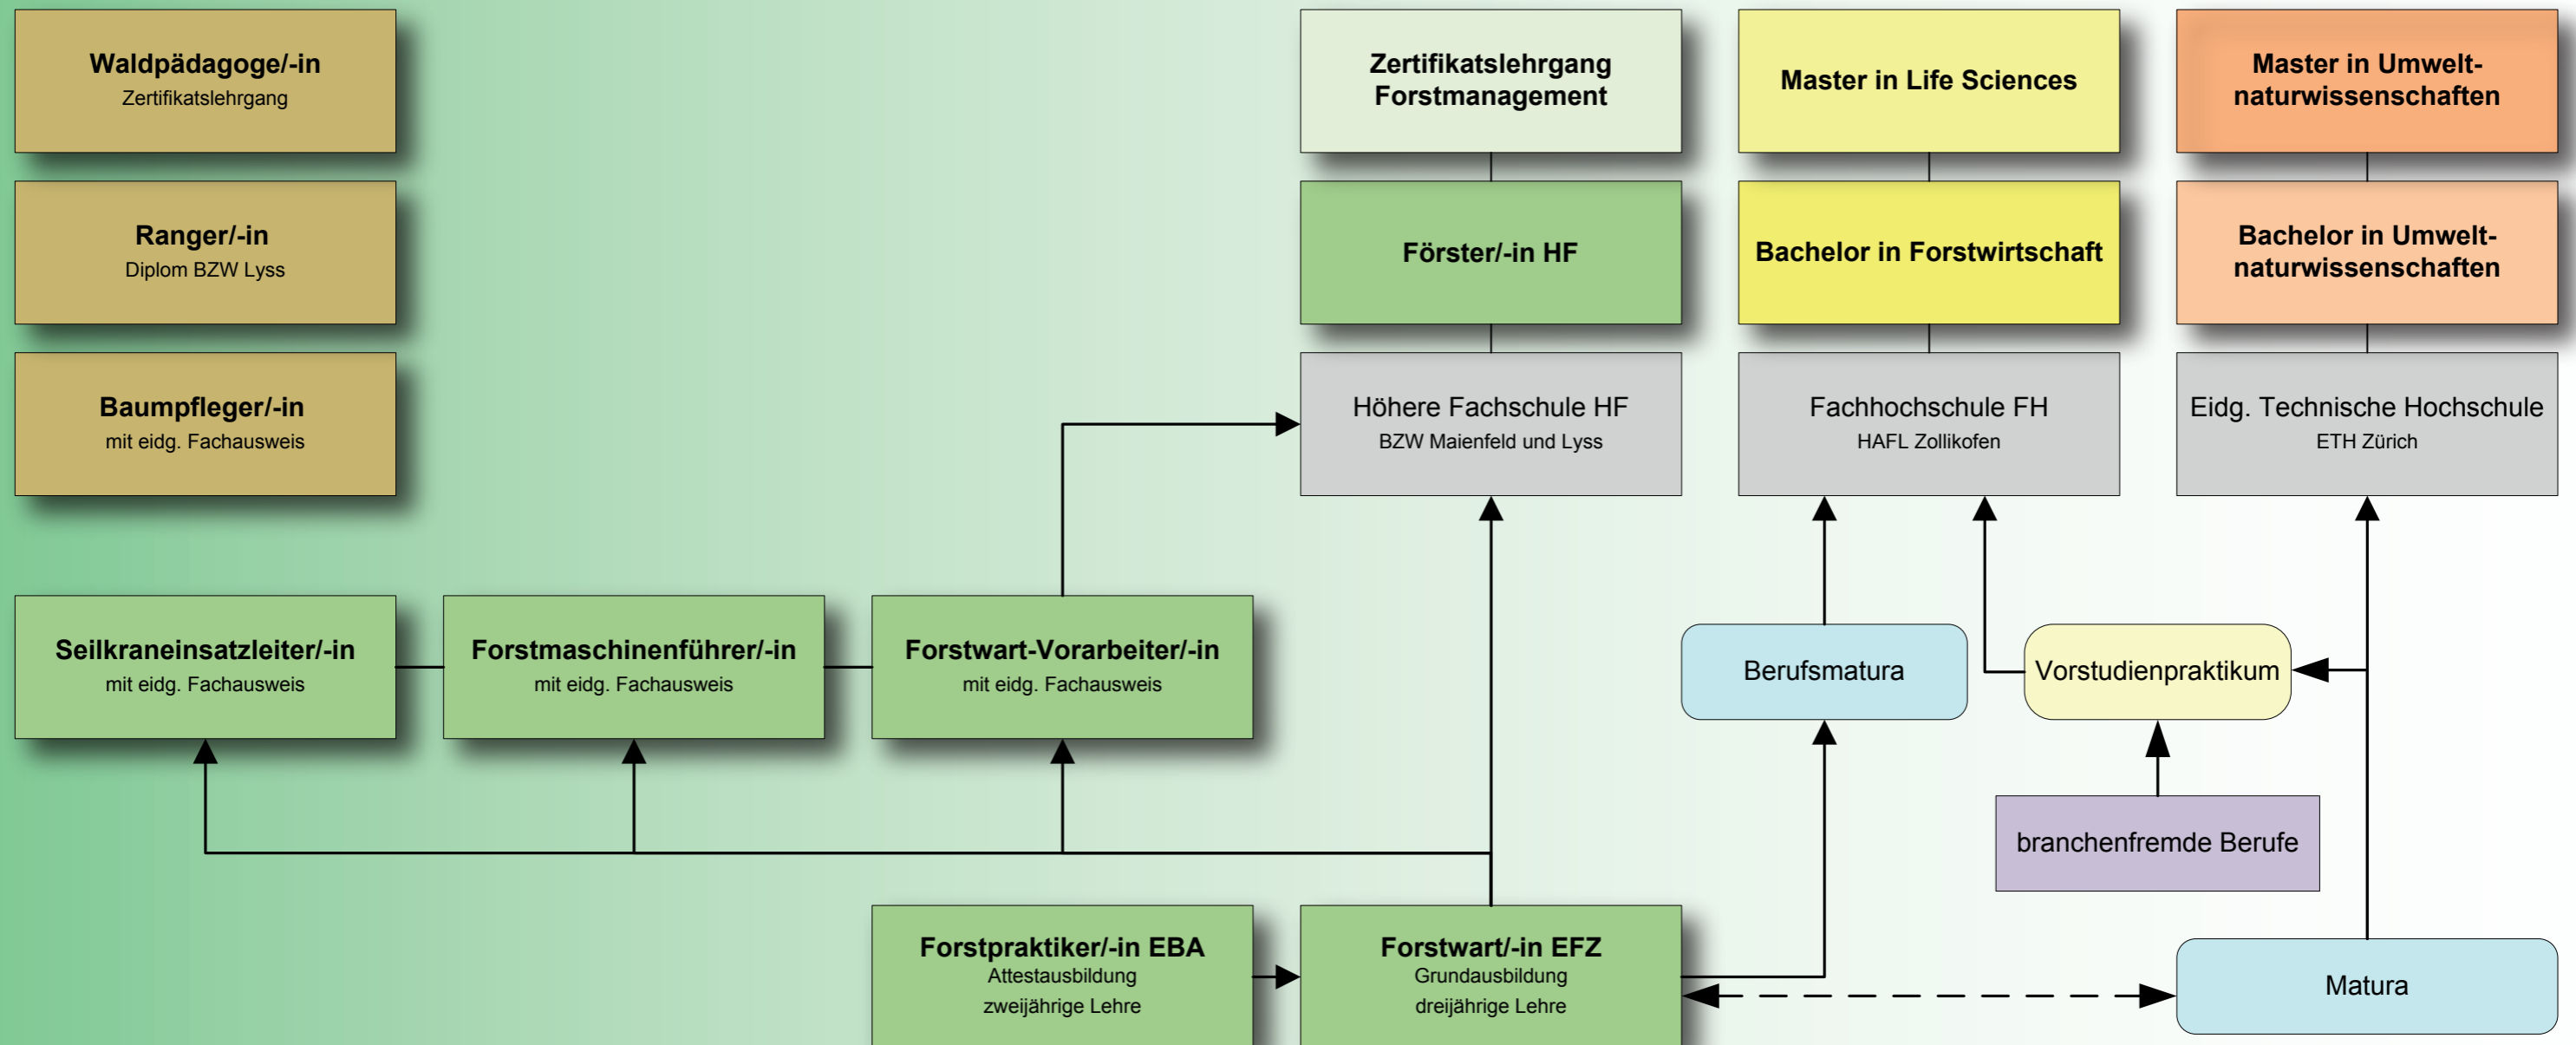 Waldpädagoge/-in
Zertifikatslehrgang
Zertifikatslehrgang
Forstmanagement
Master in Life Sciences
Master in Umwelt-
naturwissenschaften
Ranger/-in
Diplom BZW Lyss
Förster/-in HF
Bachelor in Forstwirtschaft
Bachelor in Umwelt-
naturwissenschaften
Baumpfleger/-in
mit eidg. Fachausweis
Höhere Fachschule HF
BZW Maienfeld und Lyss
Fachhochschule FH
HAFL Zollikofen
Eidg. Technische Hochschule
ETH Zürich
Seilkraneinsatzleiter/-in
mit eidg. Fachausweis
Forstmaschinenführer/-in
mit eidg. Fachausweis
Forstwart-Vorarbeiter/-in
mit eidg. Fachausweis
Berufsmatura
Vorstudienpraktikum
branchenfremde Berufe
Forstpraktiker/-in EBA
Attestausbildung
zweijährige Lehre
Forstwart/-in EFZ
Grundausbildung
dreijährige Lehre
Matura